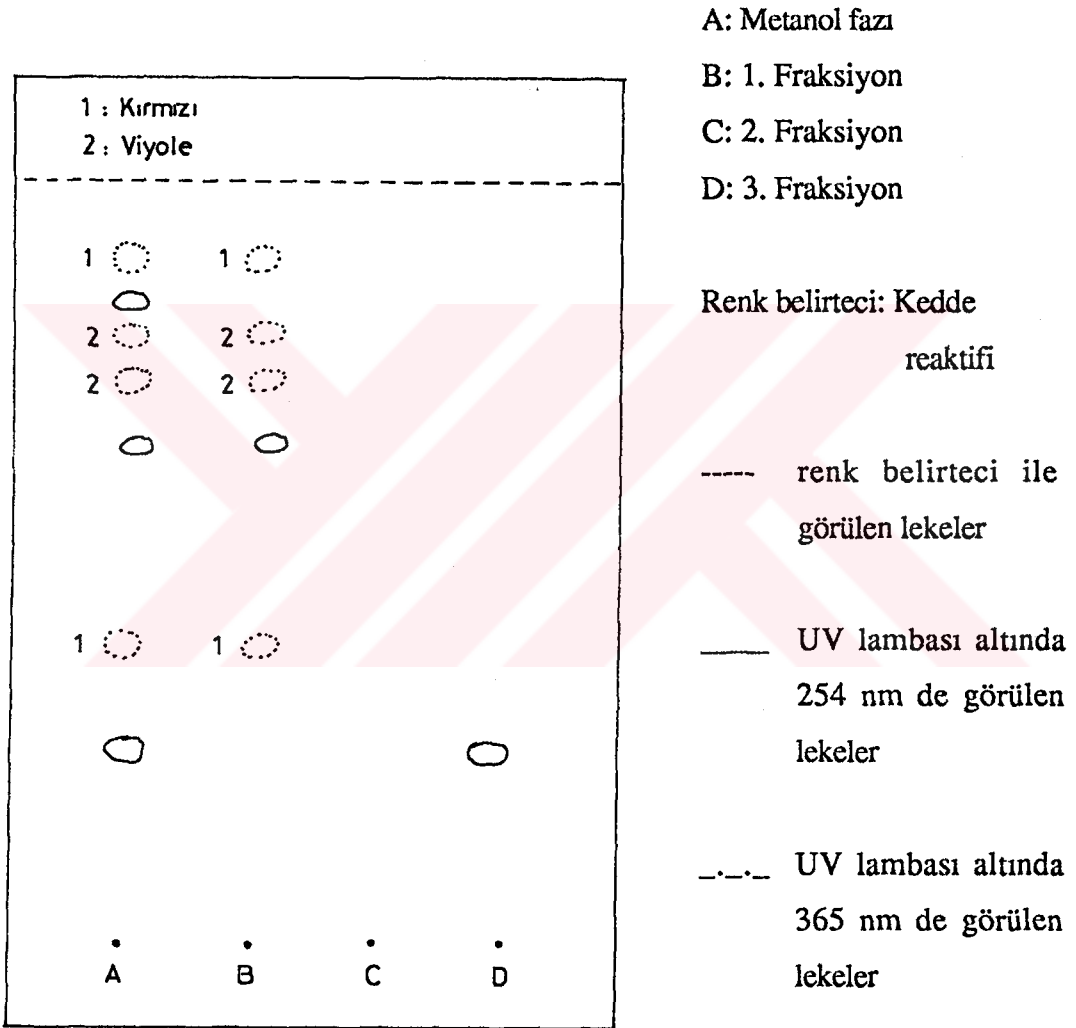 A: Metanol fazı
B: 1. Fraksiyon
C: 2. Fraksiyon
D: 3. Fraksiyon
1 : Kırmızı
2 : Viyole
1 1
2 2
2 2
1 1
A B C D
Renk belirteci: Kedde
reaktifi
----- renk belirteci ile
görülen lekeler
____ UV lambası altında
254 nm de görülen
lekeler
_._._ UV lambası altında
365 nm de görülen
lekeler